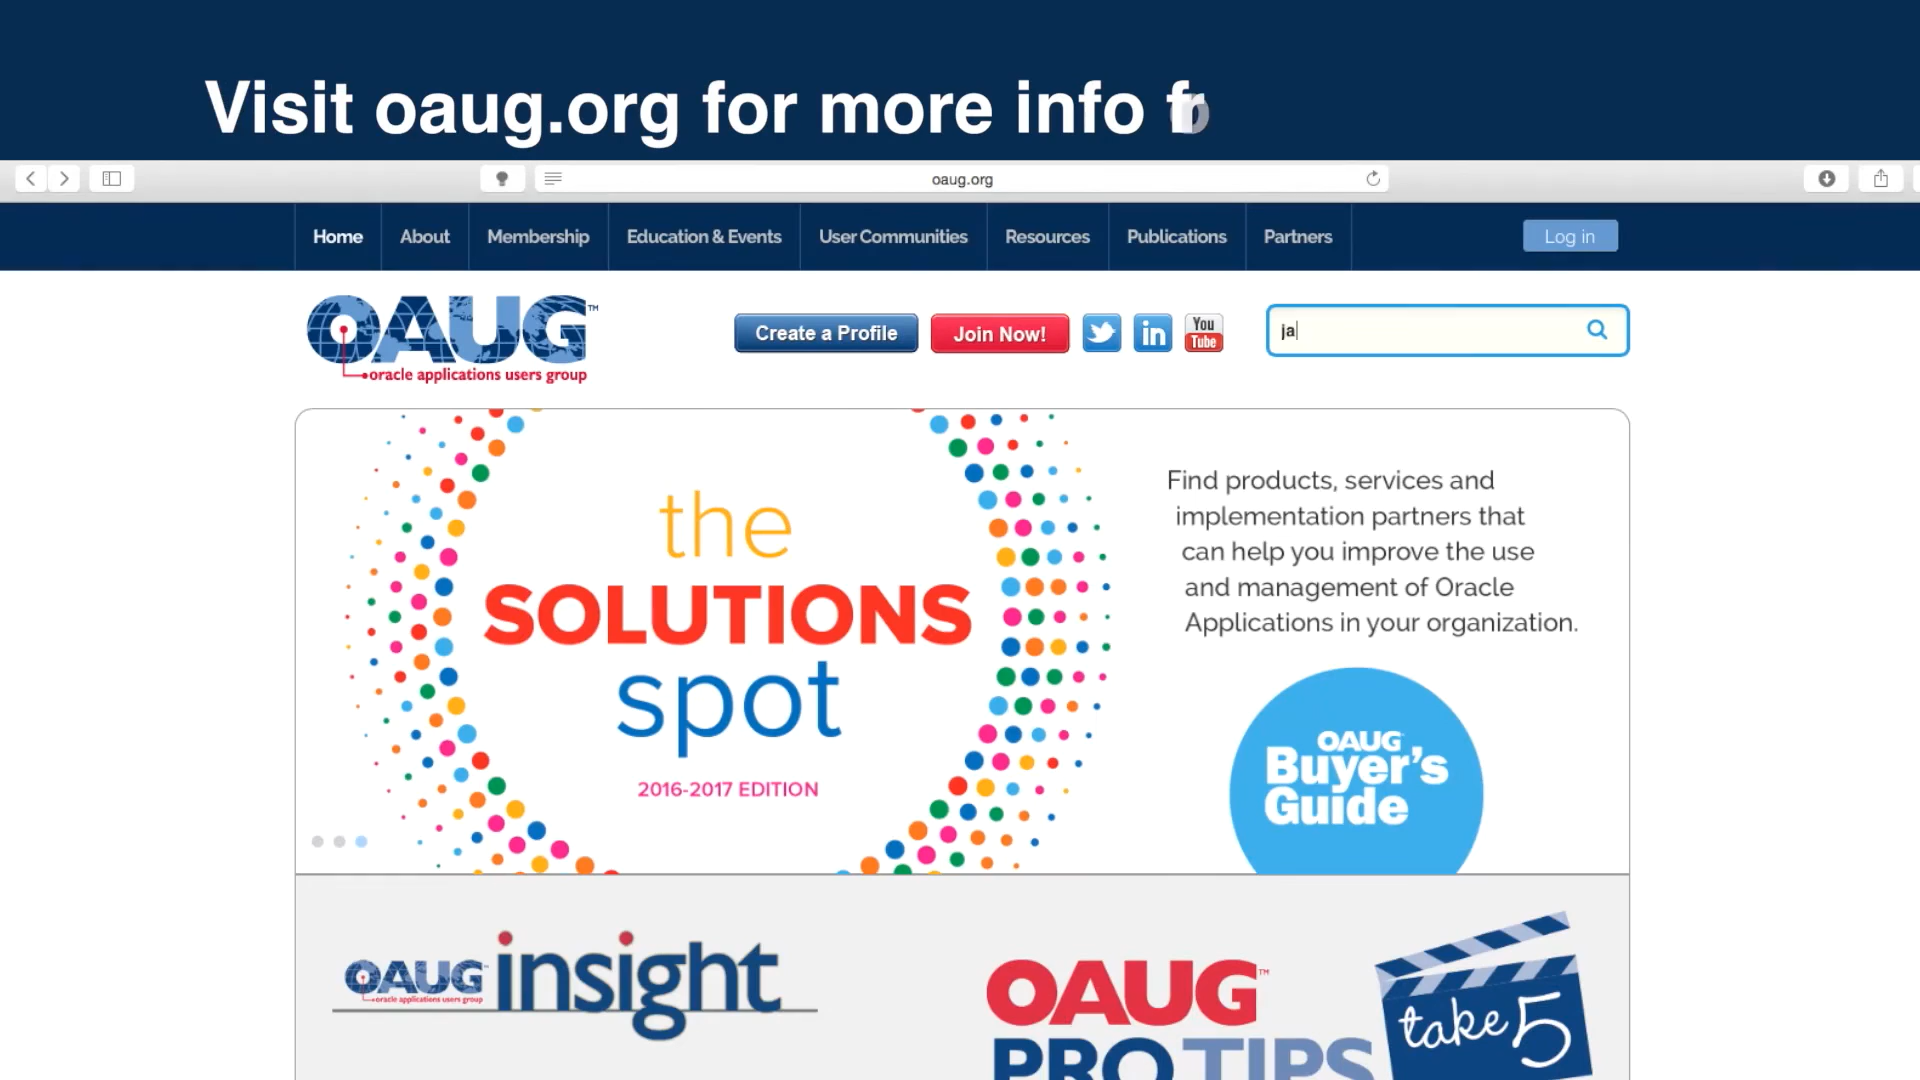 Visit oaug.org for more info
oaug.org
Home About Membership Education & Events User Communities Resources Publications Partners Log in
OAUG™
oracle applications users group
Create a Profile Join Now! in You Tube
ja
the
SOLUTIONS
spot
2016-2017 EDITION
Find products, services and
implementation partners that
can help you improve the use
and management of Oracle
Applications in your organization.
OAUG
Buyer's
Guide
OAUG insight
oracle applications users group
OAUG™
PRO TIPS
take 5